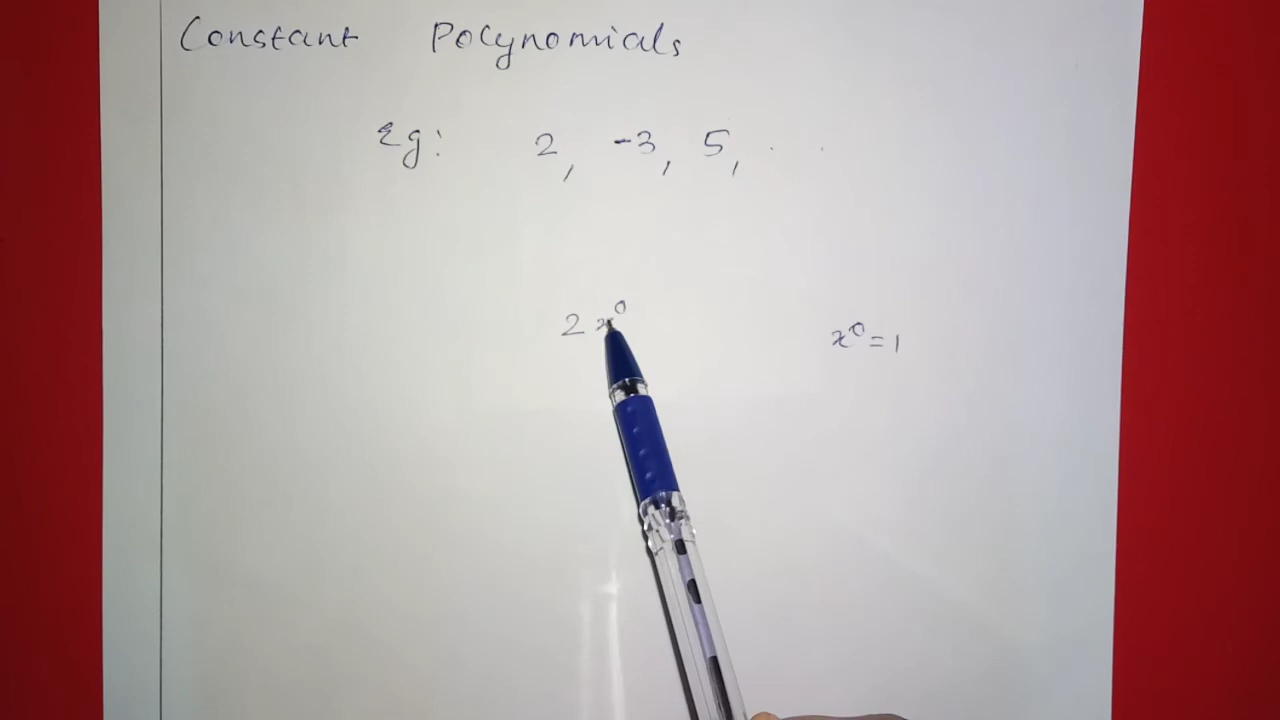 Constant Polynomials
Eg: 2, -3, 5, . .
2x⁰ x⁰=1